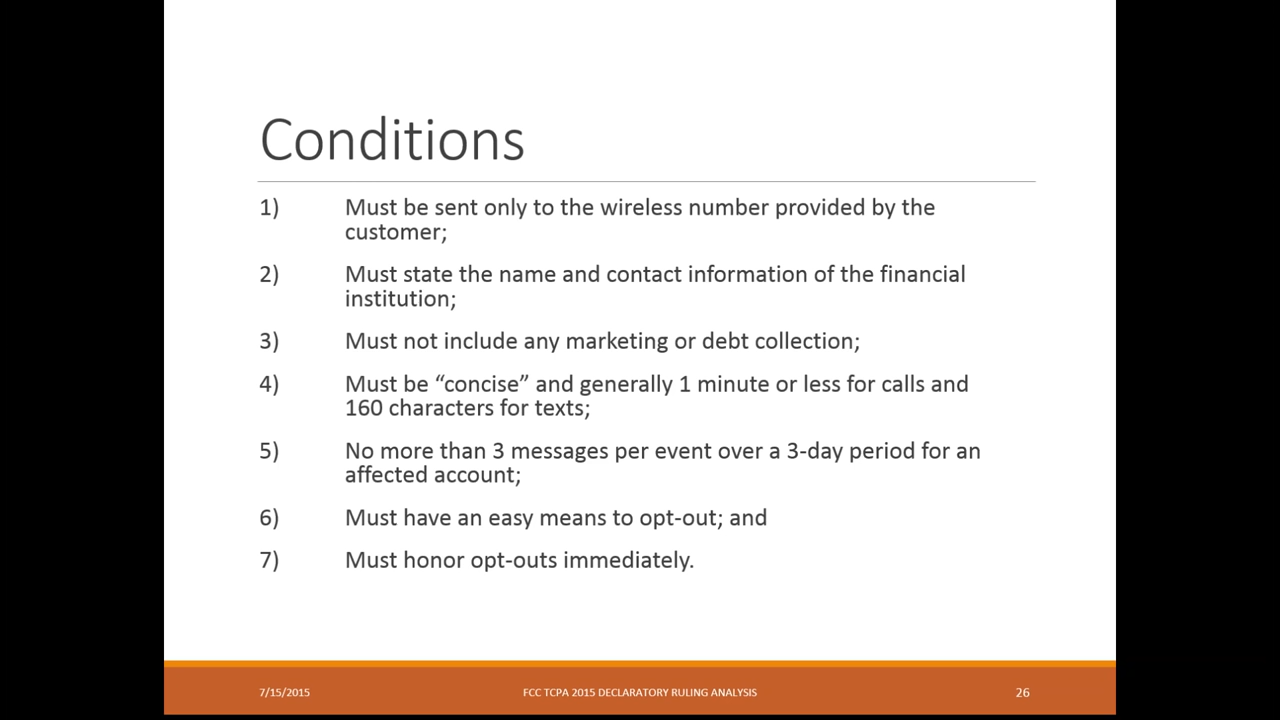 Conditions
1) Must be sent only to the wireless number provided by the
customer;
2) Must state the name and contact information of the financial
institution;
3) Must not include any marketing or debt collection;
4) Must be “concise” and generally 1 minute or less for calls and
160 characters for texts;
5) No more than 3 messages per event over a 3-day period for an
affected account;
6) Must have an easy means to opt-out; and
7) Must honor opt-outs immediately.
7/15/2015 FCC TCPA 2015 DECLARATORY RULING ANALYSIS 26